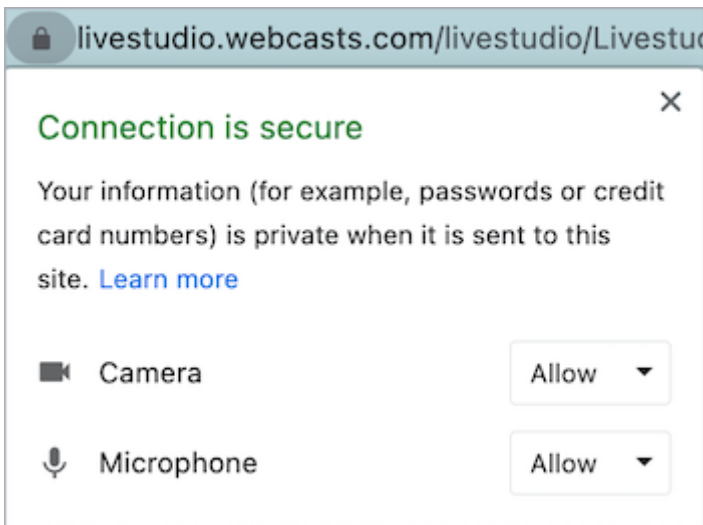 livestudio.webcasts.com/livestudio/Livestu
Connection is secure
Your information (for example, passwords or credit
card numbers) is private when it is sent to this
site. Learn more
Camera
Allow
Microphone
Allow